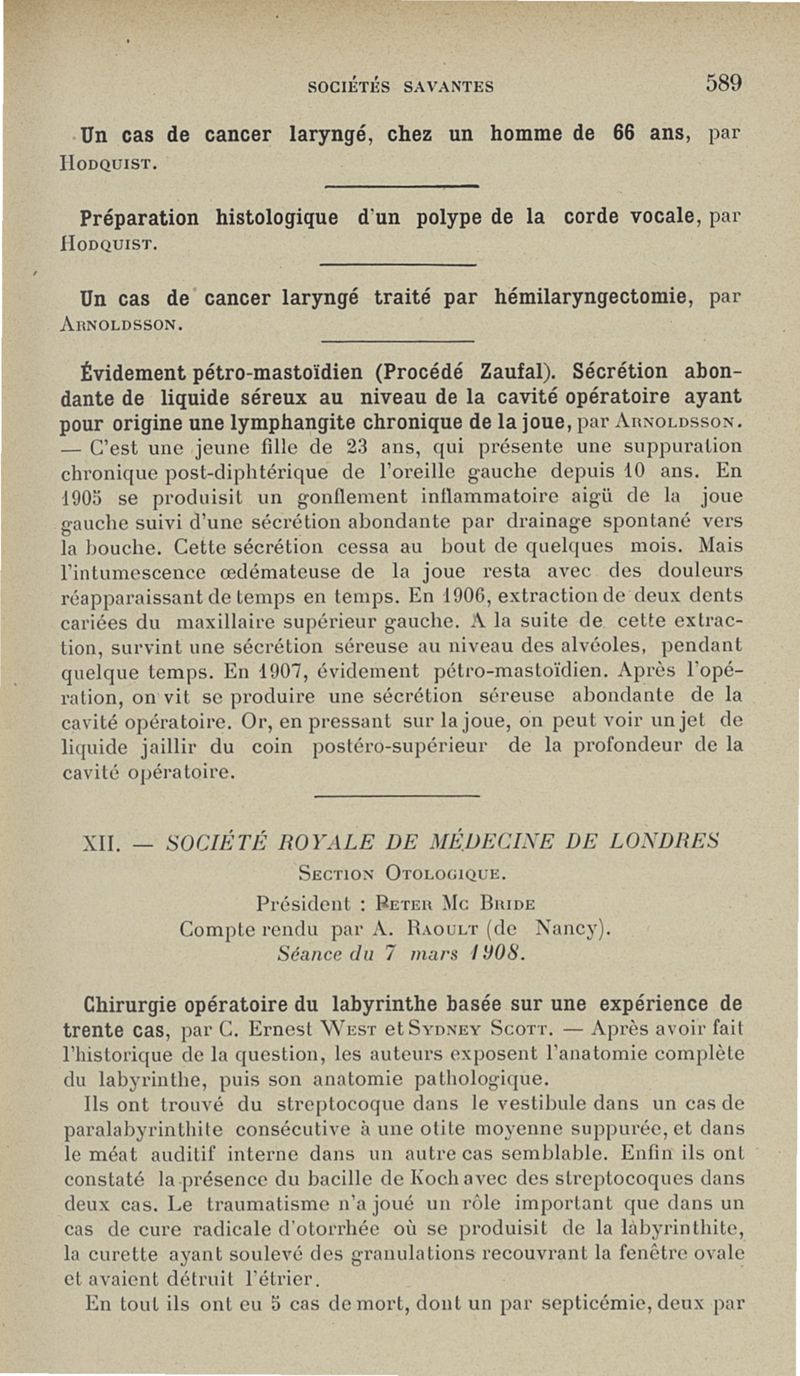 SOCIÉTÉS SAVANTES 589
Un cas de cancer laryngé, chez un homme de 66 ans, par
HODQUIST.
Préparation histologique d'un polype de la corde vocale, par
HODQUIST.
Un cas de cancer laryngé traité par hémilaryngectomie, par
ARNOLDSSON.
Évidement pétro-mastoïdien (Procédé Zaufal). Sécrétion abon-
dante de liquide séreux au niveau de la cavité opératoire ayant
pour origine une lymphangite chronique de la joue, par ARNOLDSSON.
— C'est une jeune fille de 23 ans, qui présente une suppuration
chronique post-diphtérique de l'oreille gauche depuis 10 ans. En
1905 se produisit un gonflement inflammatoire aigü de la joue
gauche suivi d'une sécrétion abondante par drainage spontané vers
la bouche. Cette sécrétion cessa au bout de quelques mois. Mais
l'intumescence œdémateuse de la joue resta avec des douleurs
réapparaissant de temps en temps. En 1906, extraction de deux dents
cariées du maxillaire supérieur gauche. A la suite de cette extrac-
tion, survint une sécrétion séreuse au niveau des alvéoles, pendant
quelque temps. En 1907, évidement pétro-mastoïdien. Après l'opé-
ration, on vit se produire une sécrétion séreuse abondante de la
cavité opératoire. Or, en pressant sur la joue, on peut voir un jet de
liquide jaillir du coin postéro-supérieur de la profondeur de la
cavité opératoire.
XII. — SOCIÉTÉ ROYALE DE MÉDECINE DE LONDRES
SECTION OTOLOGIQUE.
Président : PETER MC BRIDE
Compte rendu par A. RAOULT (de Nancy).
Séance du 7 mars 1908.
Chirurgie opératoire du labyrinthe basée sur une expérience de
trente cas, par C. Ernest WEST et SYDNEY SCOTT. — Après avoir fait
l'historique de la question, les auteurs exposent l'anatomie complète
du labyrinthe, puis son anatomie pathologique.
Ils ont trouvé du streptocoque dans le vestibule dans un cas de
paralabyrinthite consécutive à une otite moyenne suppurée, et dans
le méat auditif interne dans un autre cas semblable. Enfin ils ont
constaté la présence du bacille de Koch avec des streptocoques dans
deux cas. Le traumatisme n'a joué un rôle important que dans un
cas de cure radicale d'otorrhée où se produisit de la labyrinthite,
la curette ayant soulevé des granulations recouvrant la fenêtre ovale
et avaient détruit l'étrier.
En tout ils ont eu 5 cas de mort, dont un par septicémie, deux par